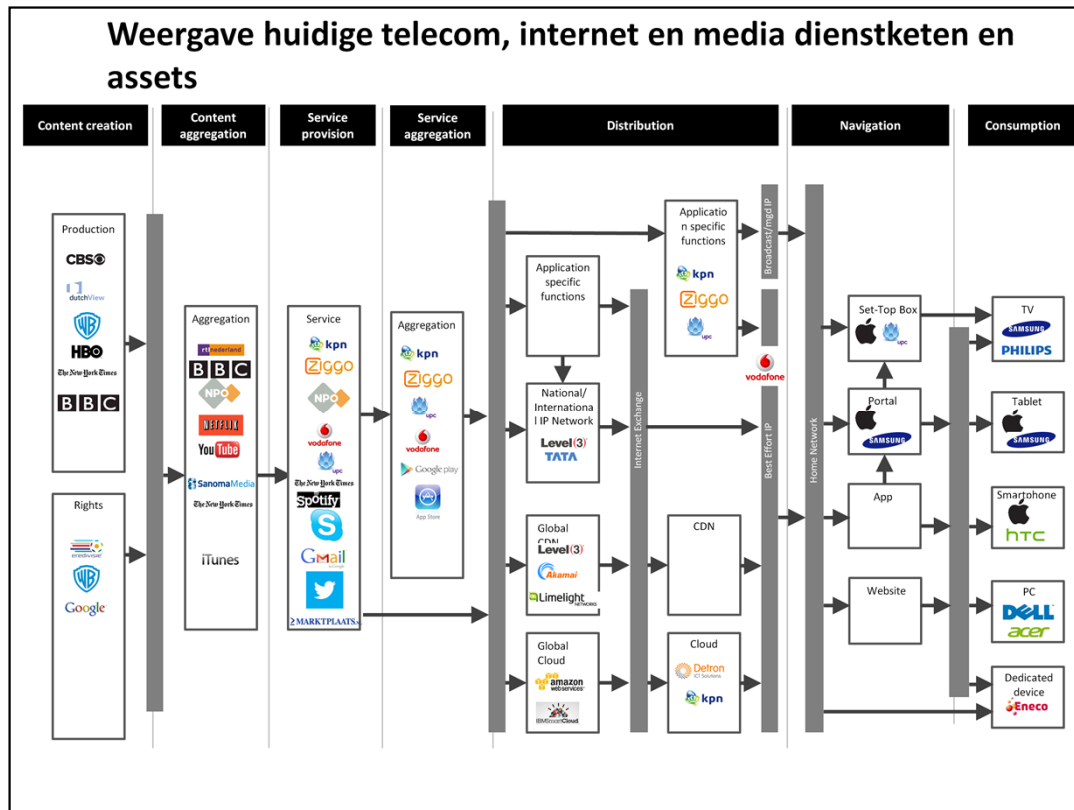 Weergave huidige telecom, internet en media dienstketen en
assets
Content creation
Content
aggregation
Service
provision
Service
aggregation
Distribution
Navigation
Consumption
Production
CBS
dutchView
WB
HBO
The New York Times
BBC
Rights
eredivisie
WB
Google
Aggregation
rtl nederland
BBC
NPO
NETFLIX
YouTube
SanomaMedia
The New York Times
iTunes
Service
kpn
ziggo
NPO
vodafone
upc
The New York Times
Spotify
S
Gmail
by Google
MARKTPLAATS.
Aggregation
kpn
ziggo
upc
vodafone
Google play
App Store
Application
specific
functions
National/
Internationa
l IP Network
Level(3)
TATA
Global
CDN
Level(3)
Akamai
Limelight
NETWORKS
Global
Cloud
amazon
webservices
IBMSmartCloud
Internet Exchange
Applicatio
n specific
functions
kpn
ziggo
upc
CDN
Cloud
Detron
ICT Solutions
kpn
Broadcast/mgd IP
vodafone
Best Effort IP
Home Network
Set-Top Box
upc
Portal
SAMSUNG
App
Website
TV
SAMSUNG
PHILIPS
Tablet
SAMSUNG
Smartphone
hTC
PC
DELL
acer
Dedicated
device
Eneco